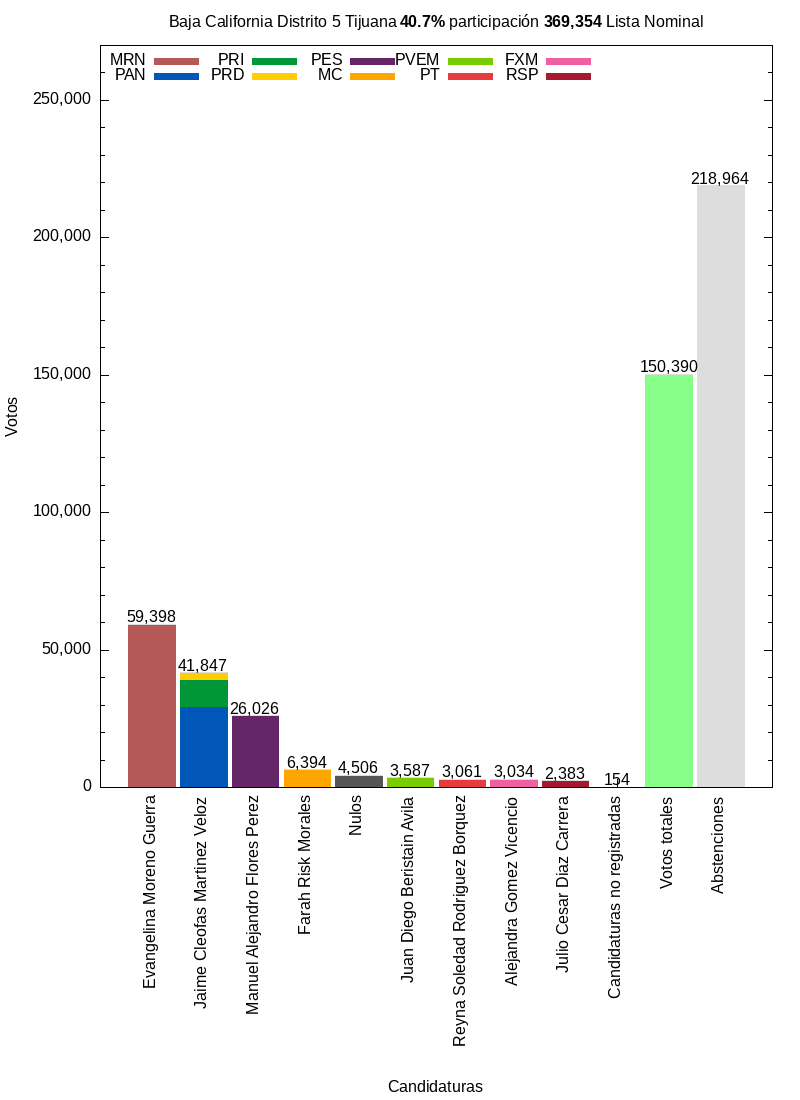 Baja California Distrito 5 Tijuana 40.7% participación 369,354 Lista Nominal
MRN PRI PES PVEM FXM
PAN PRD MC PT RSP
250,000
200,000
150,000
100,000
50,000
0
Votos
218,964
150,390
59,398
41,847
26,026
6,394
4,506
3,587
3,061
3,034
2,383
154
Evangelina Moreno Guerra
Jaime Cleofas Martinez Veloz
Manuel Alejandro Flores Perez
Farah Risk Morales
Nulos
Juan Diego Beristain Avila
Reyna Soledad Rodriguez Borquez
Alejandra Gomez Vicencio
Julio Cesar Diaz Carrera
Candidaturas no registradas
Votos totales
Abstenciones
Candidaturas